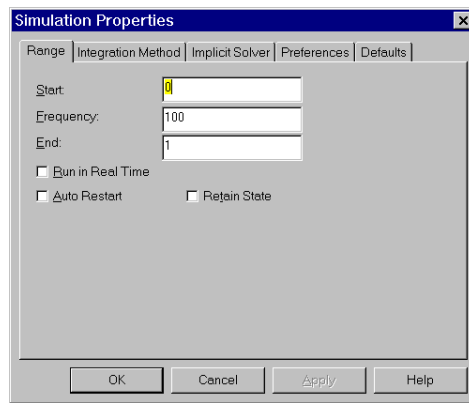 Simulation Properties
Range Integration Method Implicit Solver Preferences Defaults
Start: 0
Frequency: 100
End: 1
Run in Real Time
Auto Restart Retain State
OK Cancel Apply Help